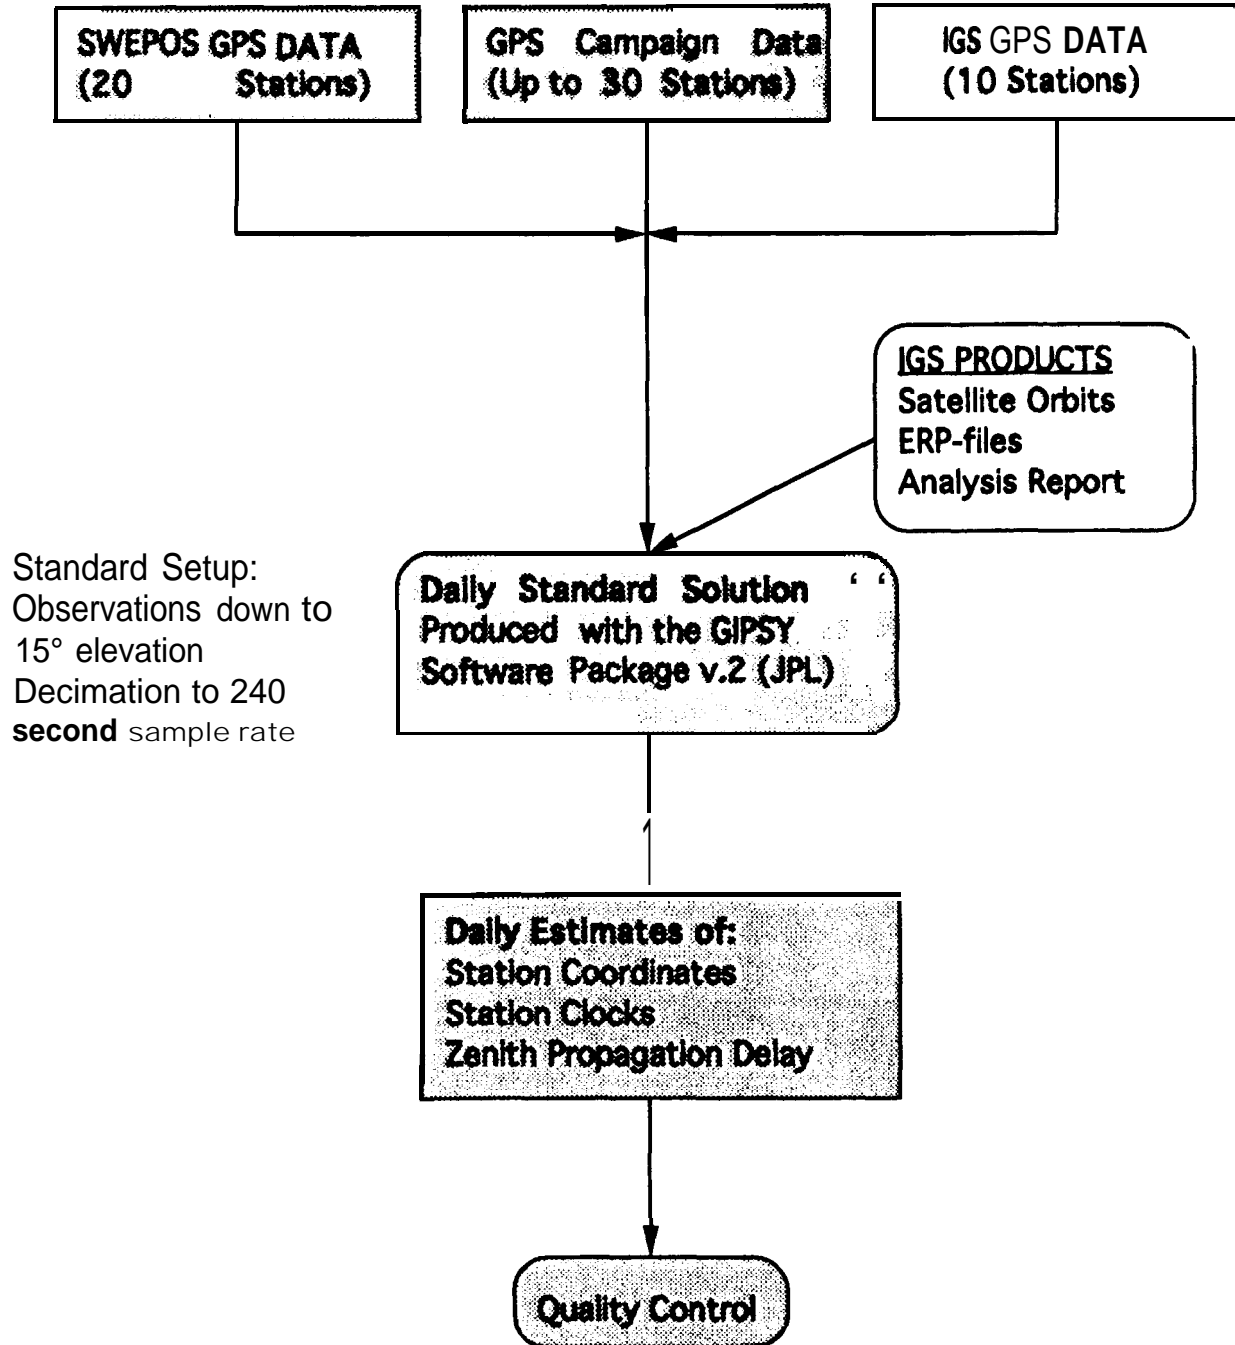 SWEPOS GPS DATA
(20 Stations)
GPS Campaign Data
(Up to 30 Stations)
IGS GPS DATA
(10 Stations)
IGS PRODUCTS
Satellite Orbits
ERP-files
Analysis Report
Standard Setup:
Observations down to
15° elevation
Decimation to 240
second sample rate
Daily Standard Solution
Produced with the GIPSY
Software Package v.2 (JPL)
Daily Estimates of:
Station Coordinates
Station Clocks
Zenith Propagation Delay
Quality Control